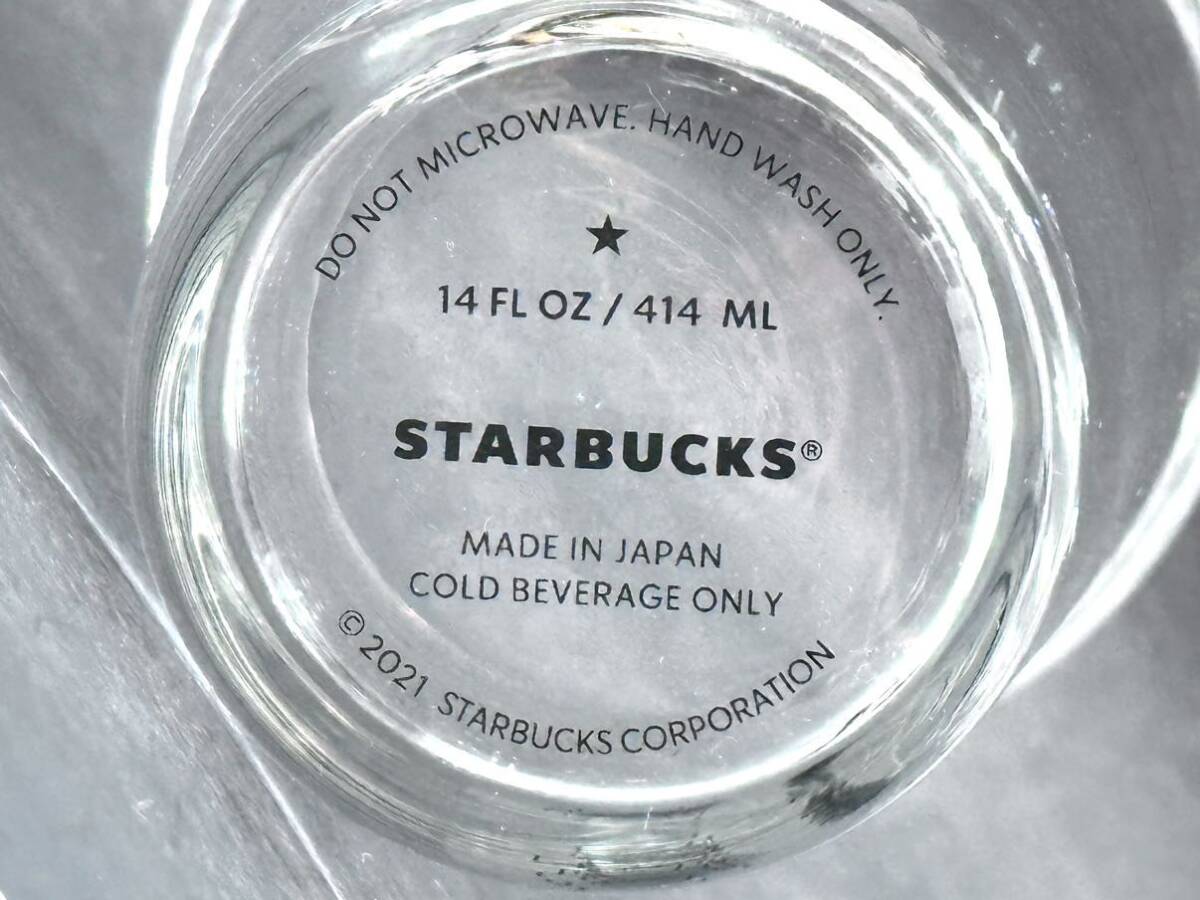 DO NOT MICROWAVE. HAND WASH ONLY.
14 FL OZ / 414 ML
STARBUCKS®
MADE IN JAPAN
COLD BEVERAGE ONLY
© 2021 STARBUCKS CORPORATION